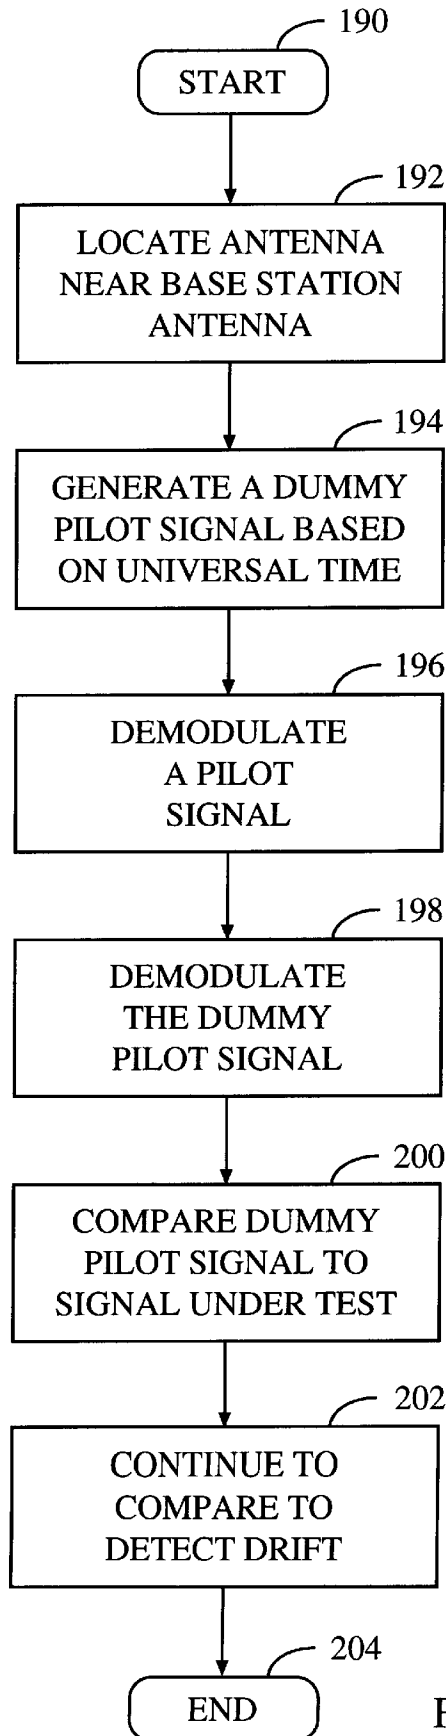 190
START
192
LOCATE ANTENNA
NEAR BASE STATION
ANTENNA
194
GENERATE A DUMMY
PILOT SIGNAL BASED
ON UNIVERSAL TIME
196
DEMODULATE
A PILOT
SIGNAL
198
DEMODULATE
THE DUMMY
PILOT SIGNAL
200
COMPARE DUMMY
PILOT SIGNAL TO
SIGNAL UNDER TEST
202
CONTINUE TO
COMPARE TO
DETECT DRIFT
204
END